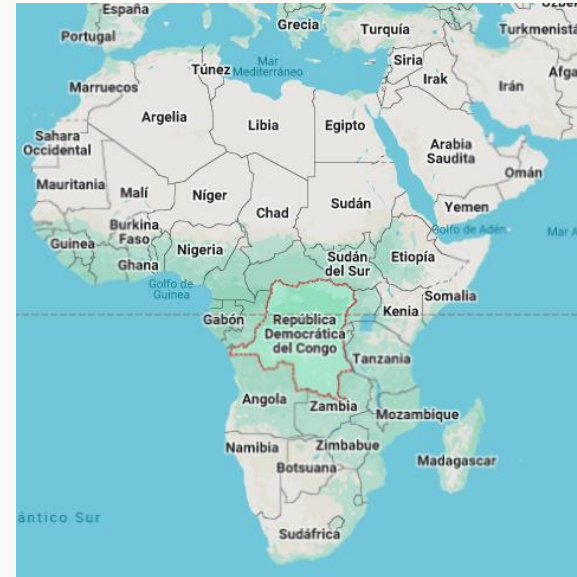 España
Portugal
Grecia
Turquía
Turkmenistá
Mar
Mediterráneo
Túnez
Siria
Irak
Irán
Afga
Marruecos
Argelia
Libia
Egipto
Sahara
Occidental
Arabia
Saudita
Omán
Mauritania
Malí
Níger
Chad
Sudán
Yemen
Golfo de Adén
Mar A
Burkina
Faso
Guinea
Ghana
Nigeria
Sudán
del Sur
Etiopía
Golfo de
Guinea
Somalia
Gabón
República
Democrática
del Congo
Kenia
Tanzania
Angola
Zambia
Mozambique
Namibia
Zimbabue
Botsuana
Madagascar
ántico Sur
Sudáfrica